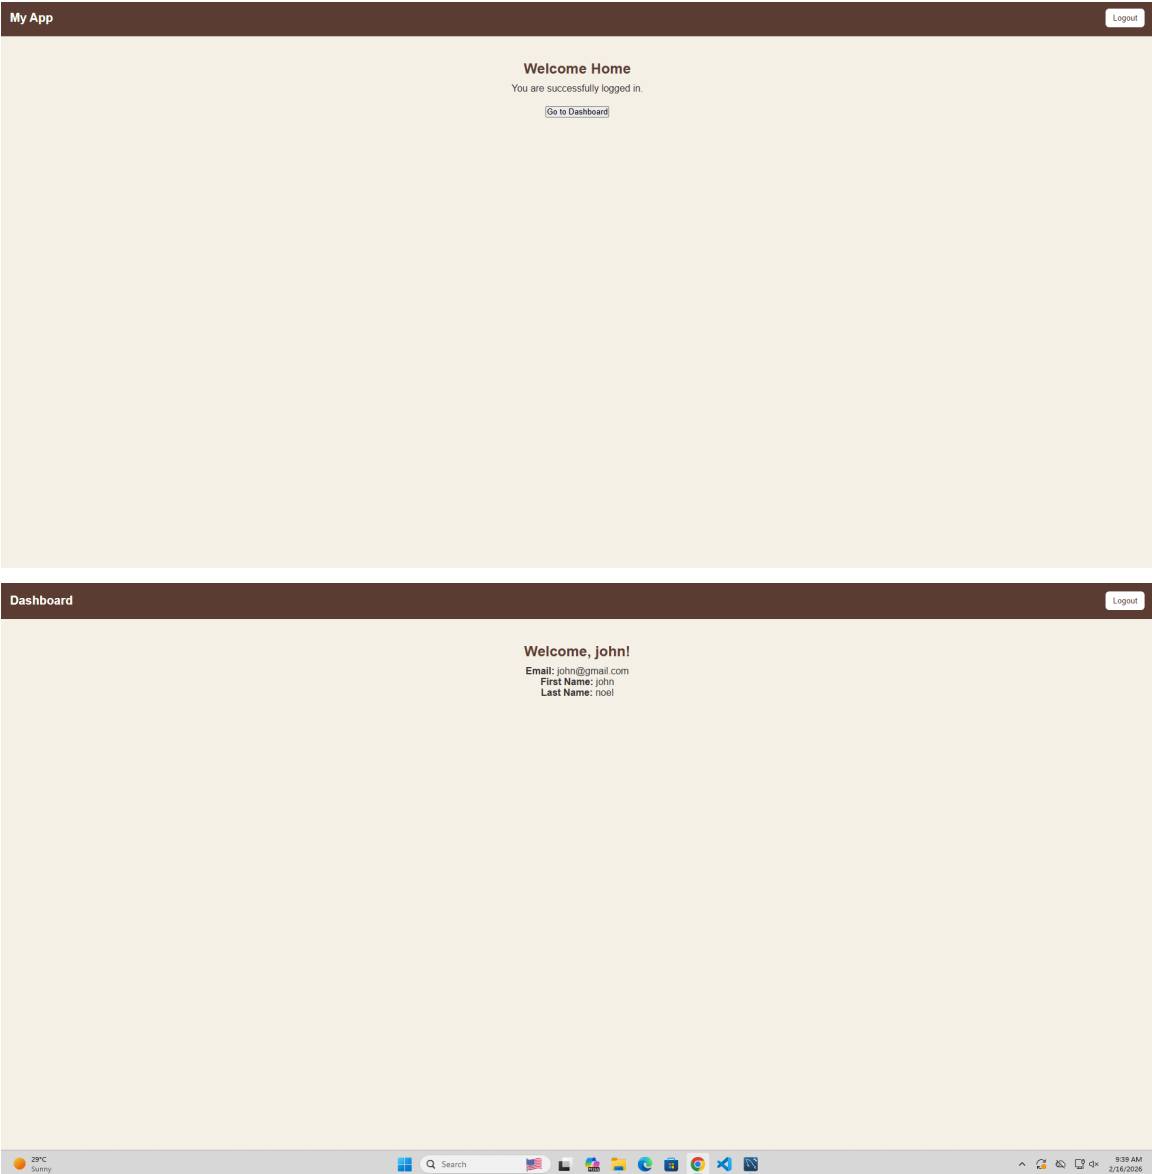 My App
Logout
Welcome Home
You are successfully logged in.
Go to Dashboard
Dashboard
Logout
Welcome, john!
Email: john@gmail.com
First Name: john
Last Name: noel
29°C
Sunny
Search
9:39 AM
2/16/2026